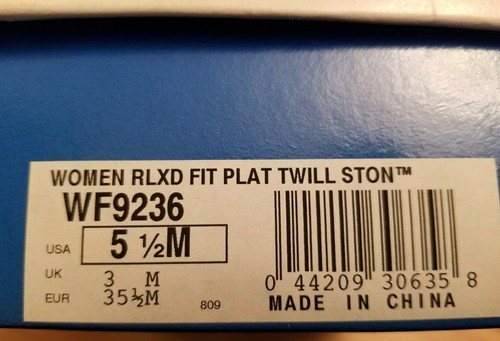 WOMEN RLXD FIT PLAT TWILL STON™
WF9236
USA 5 ½M
UK 3 M
EUR 35½M
809
0 44209 30635 8
MADE IN CHINA